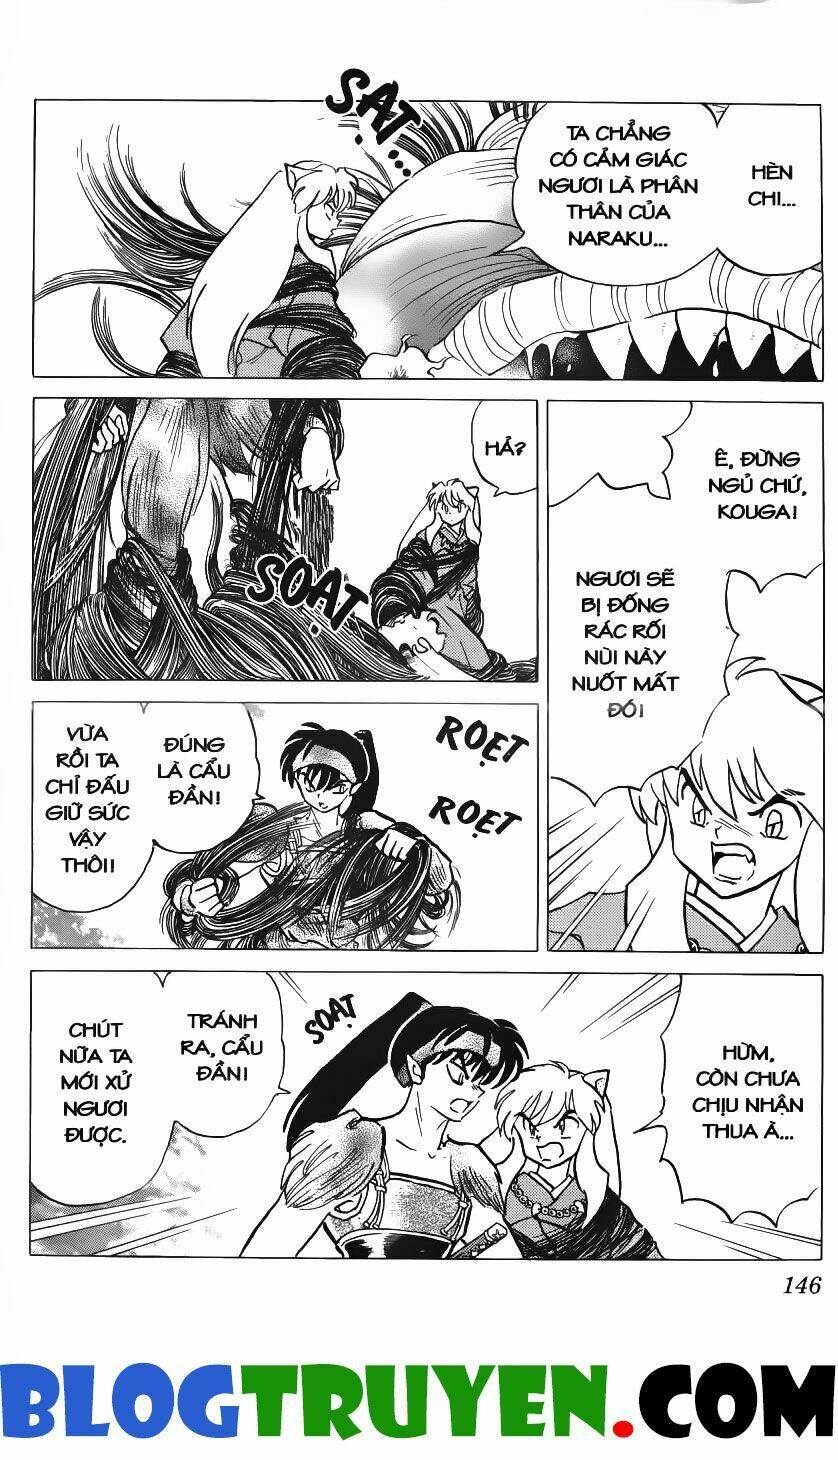 SẠT...
HÈN
CHI...
TA CHẲNG
CÓ CẢM GIÁC
NGƯƠI LÀ PHÂN
THÂN CỦA
NARAKU...
Ê, ĐỪNG
NGỦ CHỨ,
KOUGA!
NGƯƠI SẼ
BỊ ĐỐNG
RÁC RỐI
NÙI NÀY
NUỐT MẤT
ĐÓ!
HẢ?
SOẠT
ROẸT
ROẸT
ĐÚNG
LÀ CẨU
ĐẦN!
VỪA
RỒI TA
CHỈ ĐẤU
GIỮ SỨC
VẬY
THÔI!
HỪM,
CÒN CHƯA
CHỊU NHẬN
THUA À...
SOẠT
TRÁNH
RA, CẨU
ĐẦN!
CHÚT
NỮA TA
MỚI XỬ
NGƯƠI
ĐƯỢC.
146
BLOGTRUYEN.COM